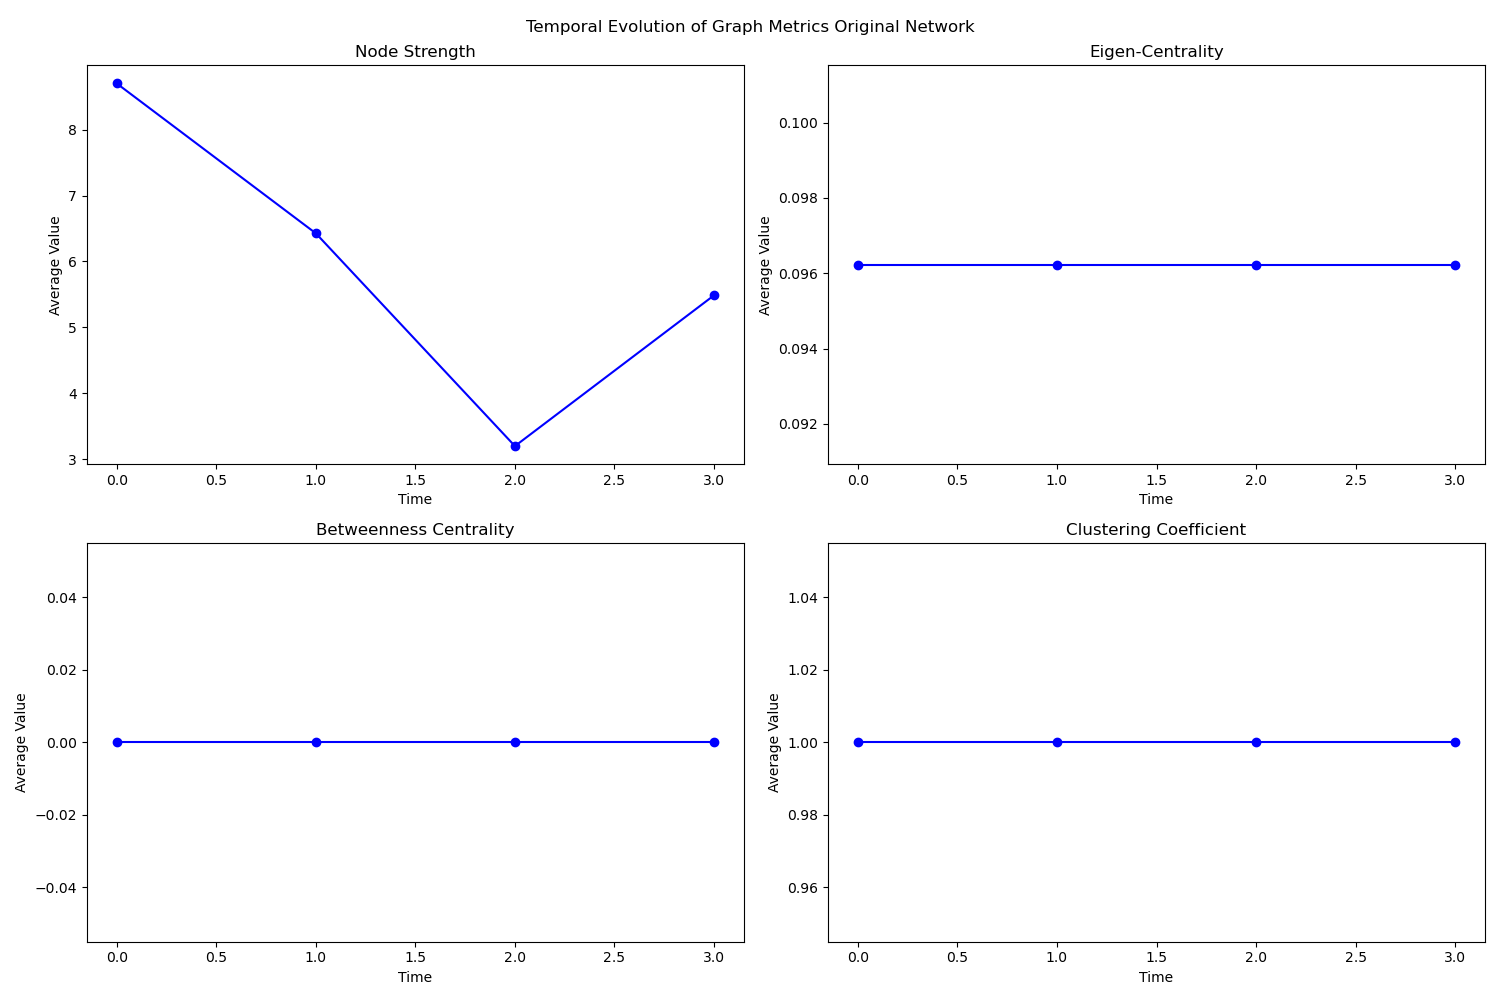 Temporal Evolution of Graph Metrics Original Network
Node Strength
Average Value
8
7
6
5
4
3
0.0 0.5 1.0 1.5 2.0 2.5 3.0
Time
Eigen-Centrality
Average Value
0.100
0.098
0.096
0.094
0.092
0.0 0.5 1.0 1.5 2.0 2.5 3.0
Time
Betweenness Centrality
Average Value
0.04
0.02
0.00
−0.02
−0.04
0.0 0.5 1.0 1.5 2.0 2.5 3.0
Time
Clustering Coefficient
Average Value
1.04
1.02
1.00
0.98
0.96
0.0 0.5 1.0 1.5 2.0 2.5 3.0
Time